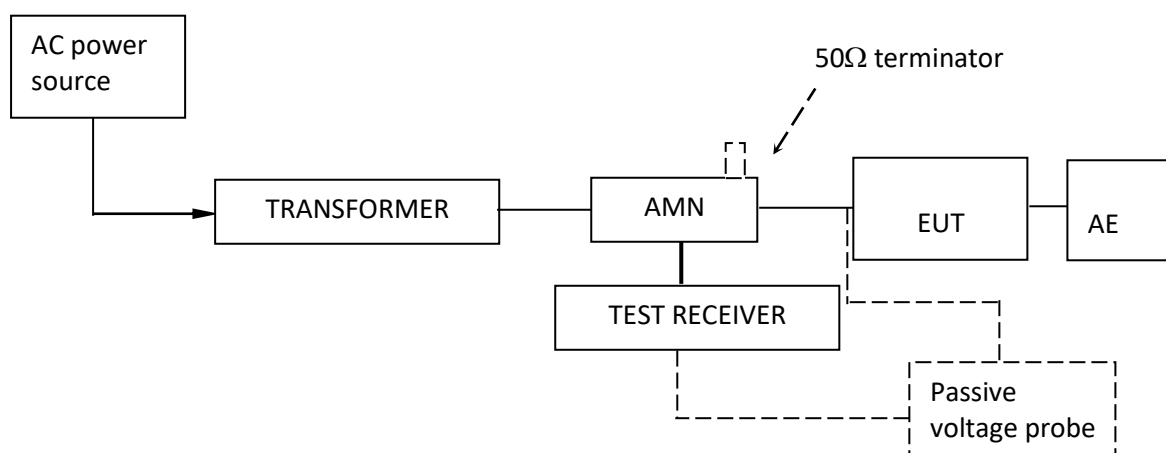 AC power
source
50Ω terminator
TRANSFORMER
AMN
EUT
AE
TEST RECEIVER
Passive
voltage probe